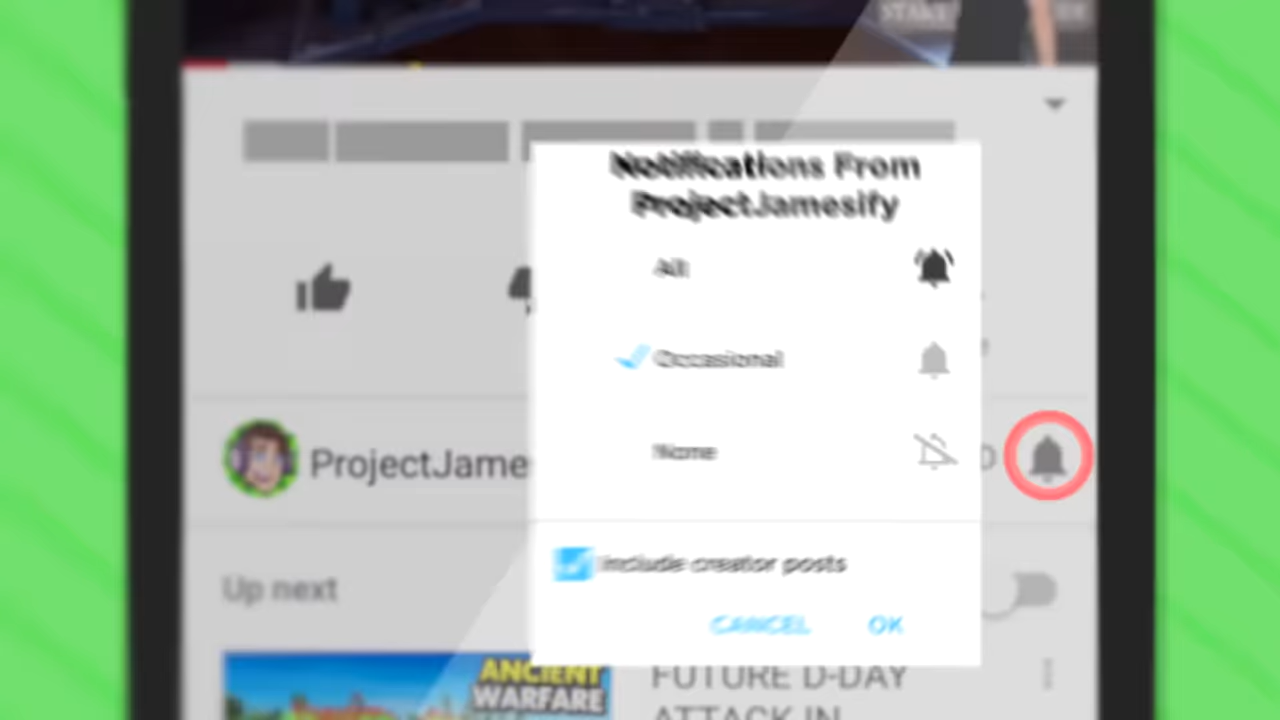 START
Notifications From
ProjectJamesify
All
Occasional
None
ProjectJame
Include creator posts
Up next
CANCEL OK
ANCIENT
WARFARE
FUTURE D-DAY
ATTACK IN